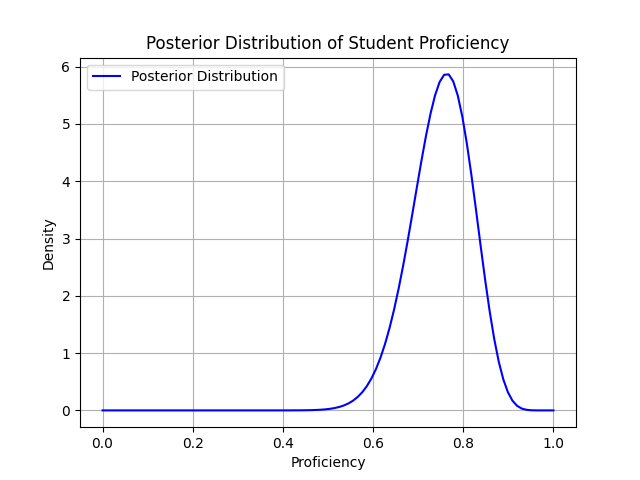 Posterior Distribution of Student Proficiency
Posterior Distribution
6
5
4
3
2
1
0
Density
0.0 0.2 0.4 0.6 0.8 1.0
Proficiency